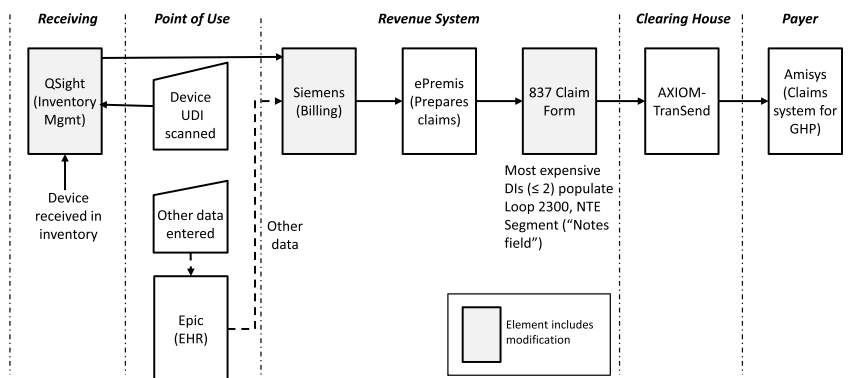 Receiving
Point of Use
Revenue System
Clearing House
Payer
QSight
(Inventory
Mgmt)
Device
UDI
scanned
Siemens
(Billing)
ePremis
(Prepares
claims)
837 Claim
Form
AXIOM-
TranSend
Amisys
(Claims
system for
GHP)
Device
received in
inventory
Other data
entered
Other
data
Most expensive
DIs (≤ 2) populate
Loop 2300, NTE
Segment (“Notes
field”)
Epic
(EHR)
Element includes
modification